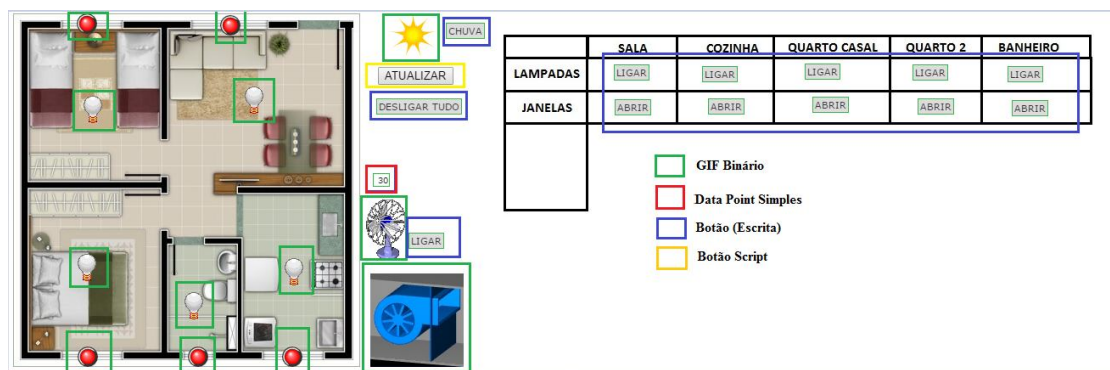 CHUVA
ATUALIZAR
DESLIGAR TUDO
30
LIGAR
SALA COZINHA QUARTO CASAL QUARTO 2 BANHEIRO
LAMPADAS LIGAR LIGAR LIGAR LIGAR LIGAR
JANELAS ABRIR ABRIR ABRIR ABRIR ABRIR
GIF Binário
Data Point Simples
Botão (Escrita)
Botão Script